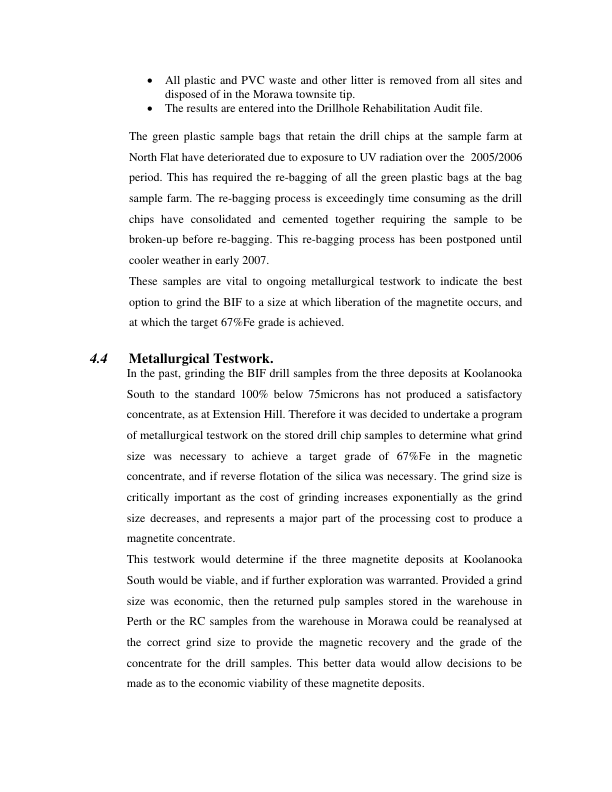 • All plastic and PVC waste and other litter is removed from all sites and
disposed of in the Morawa townsite tip.
• The results are entered into the Drillhole Rehabilitation Audit file.
The green plastic sample bags that retain the drill chips at the sample farm at
North Flat have deteriorated due to exposure to UV radiation over the  2005/2006
period. This has required the re-bagging of all the green plastic bags at the bag
sample farm. The re-bagging process is exceedingly time consuming as the drill
chips have consolidated and cemented together requiring the sample to be
broken-up before re-bagging. This re-bagging process has been postponed until
cooler weather in early 2007.
These samples are vital to ongoing metallurgical testwork to indicate the best
option to grind the BIF to a size at which liberation of the magnetite occurs, and
at which the target 67%Fe grade is achieved.
4.4 Metallurgical Testwork.
In the past, grinding the BIF drill samples from the three deposits at Koolanooka
South to the standard 100% below 75microns has not produced a satisfactory
concentrate, as at Extension Hill. Therefore it was decided to undertake a program
of metallurgical testwork on the stored drill chip samples to determine what grind
size was necessary to achieve a target grade of 67%Fe in the magnetic
concentrate, and if reverse flotation of the silica was necessary. The grind size is
critically important as the cost of grinding increases exponentially as the grind
size decreases, and represents a major part of the processing cost to produce a
magnetite concentrate.
This testwork would determine if the three magnetite deposits at Koolanooka
South would be viable, and if further exploration was warranted. Provided a grind
size was economic, then the returned pulp samples stored in the warehouse in
Perth or the RC samples from the warehouse in Morawa could be reanalysed at
the correct grind size to provide the magnetic recovery and the grade of the
concentrate for the drill samples. This better data would allow decisions to be
made as to the economic viability of these magnetite deposits.